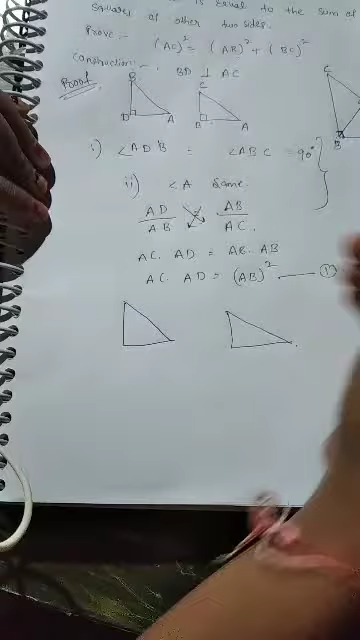 is equal to the sum of
squares of other two sides.
Prove :- (AC)² = (AB)² + (BC)²
Construction :- BD ⊥ AC
Proof
B
D A
C
B A
C
B
i) ∠ADB = ∠ABC = 90°
ii) ∠A Same.
AD/AB = AB/AC.
AC. AD = AB. AB
AC. AD = (AB)² —— ①